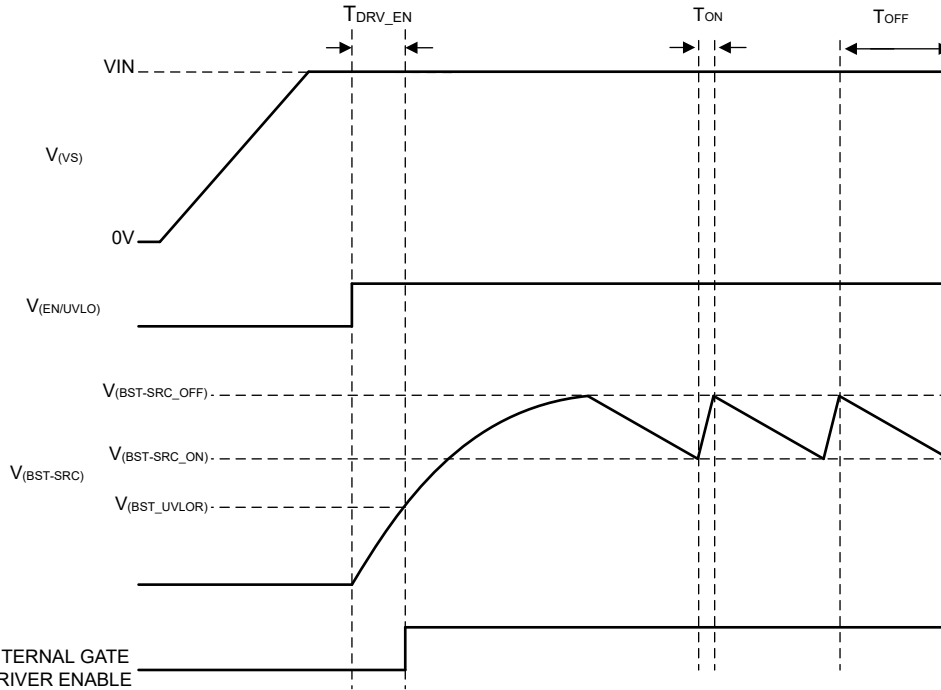 TDRV_EN
TON
TOFF
VIN
V(VS)
0V
V(EN/UVLO)
V(BST-SRC_OFF)
V(BST-SRC_ON)
V(BST-SRC)
V(BST_UVLOR)
TERNAL GATE
RIVER ENABLE